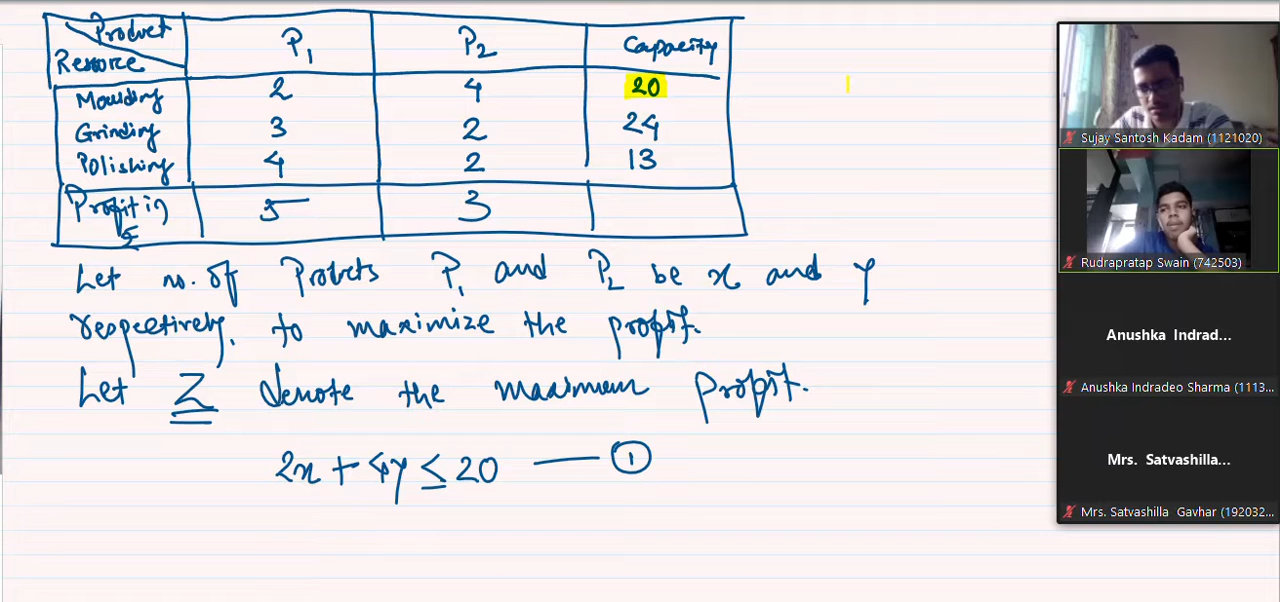 Product P1 P2 Capacity
Resource
Moulding 2 4 20
Grinding 3 2 24
Polishing 4 2 13
Profit in 5 3
₹
Let no. of Probcts P1 and P2 be x and y
respectively, to maximize the profit.
Let Z denote the maximum Profit.
2x + 4y ≤ 20 —— ①
Sujay Santosh Kadam (1121020)
Rudrapratap Swain (742503)
Anushka Indrad...
Anushka Indradeo Sharma (1113...
Mrs. Satvashilla...
Mrs. Satvashilla Gavhar (192032...